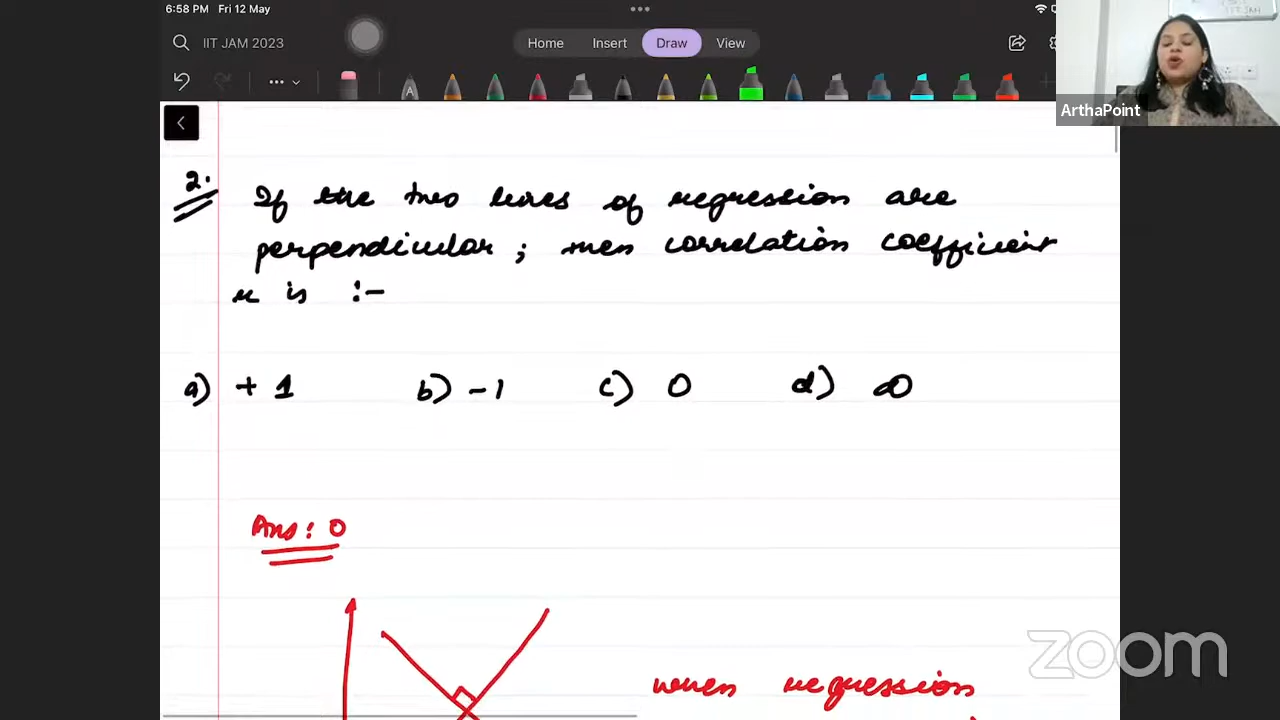 6:58 PM Fri 12 May
IIT JAM 2023
Home Insert Draw View
ArthaPoint
2.
If the two lines of regression are
perpendicular ; then correlation coefficient
r is :-
a) + 1 b) -1 c) 0 d) ∞
Ans : 0
when regression
zoom